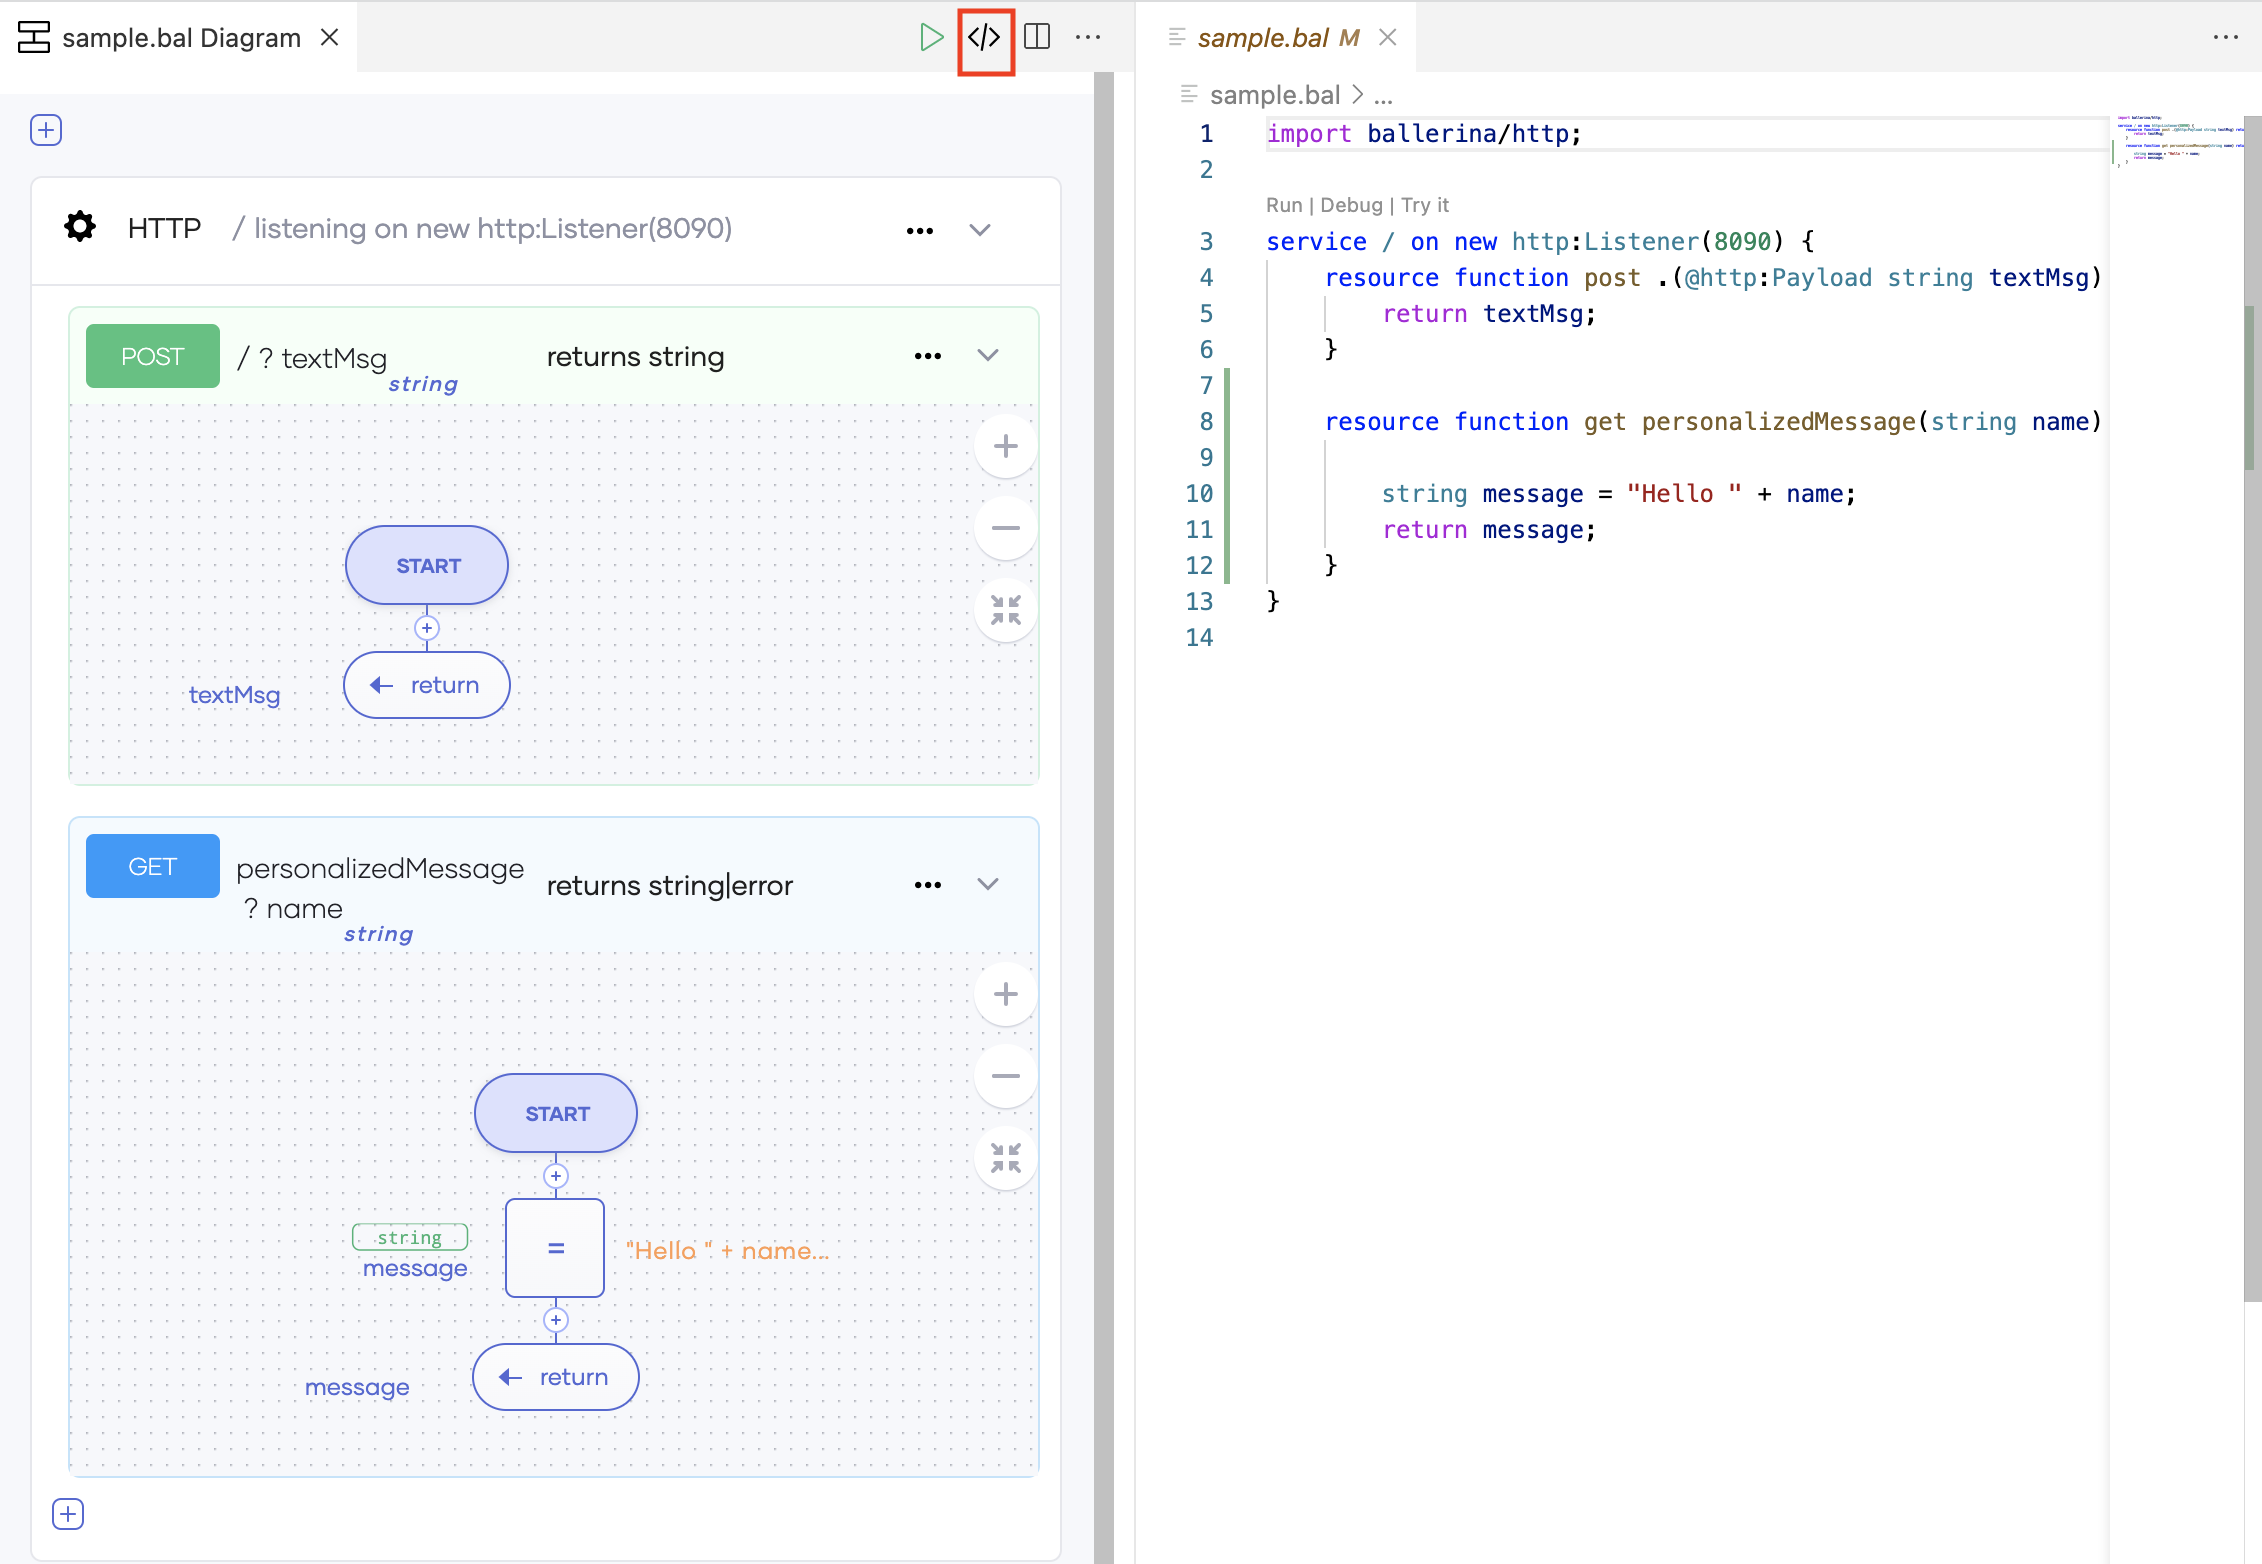 sample.bal Diagram
HTTP / listening on new http:Listener(8090)
POST / ? textMsg string returns string
START
textMsg return
GET personalizedMessage returns string|error
? name string
START
string
message = "Hello " + name...
message return
sample.bal M
sample.bal > ...
1 import ballerina/http;
2
Run | Debug | Try it
3 service / on new http:Listener(8090) {
4 resource function post .(@http:Payload string textMsg)
5 return textMsg;
6 }
7
8 resource function get personalizedMessage(string name)
9
10 string message = "Hello " + name;
11 return message;
12 }
13 }
14